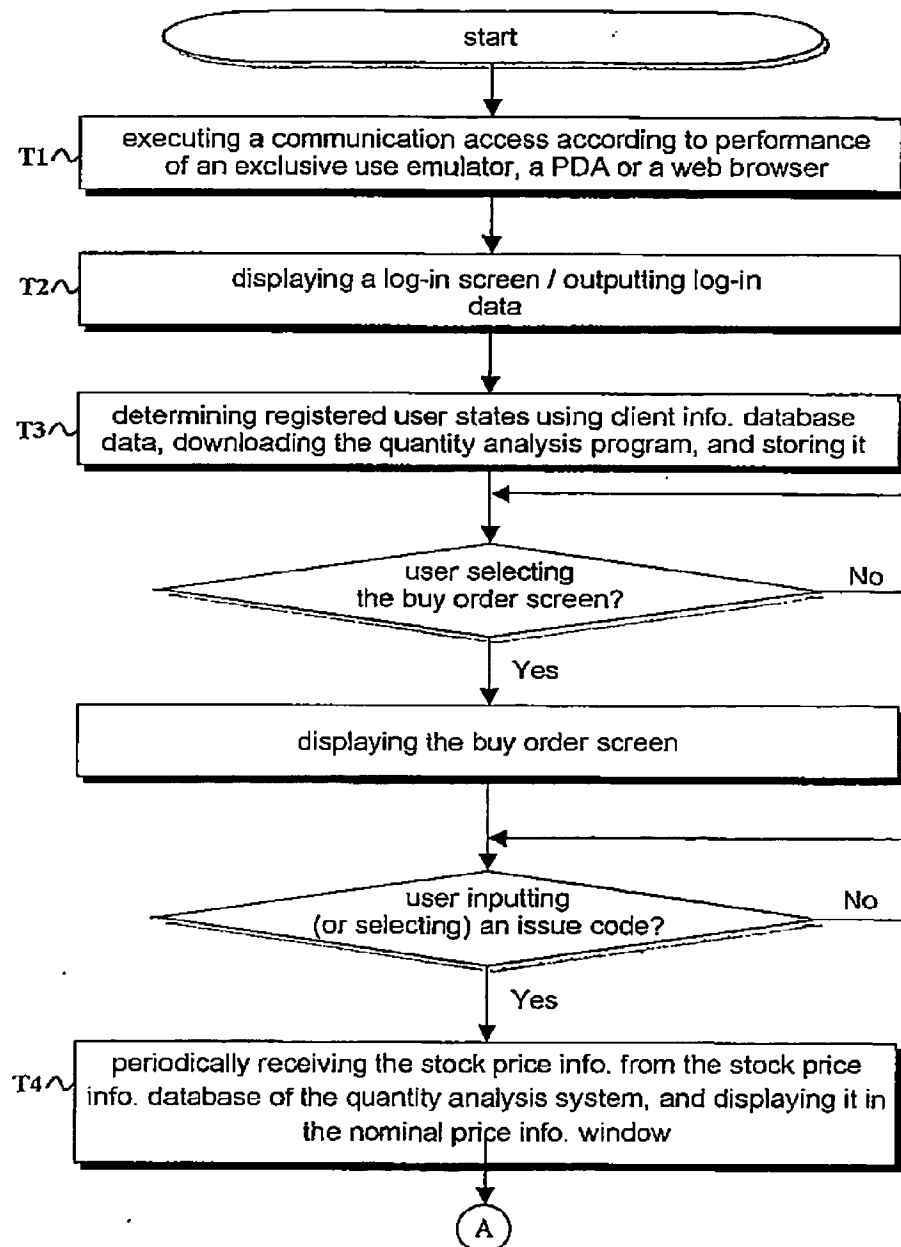 start
T1
executing a communication access according to performance
of an exclusive use emulator, a PDA or a web browser
T2
displaying a log-in screen / outputting log-in
data
T3
determining registered user states using client info. database
data, downloading the quantity analysis program, and storing it
user selecting
the buy order screen?
No
Yes
displaying the buy order screen
user inputting
(or selecting) an issue code?
No
Yes
T4
periodically receiving the stock price info. from the stock price
info. database of the quantity analysis system, and displaying it in
the nominal price info. window
A